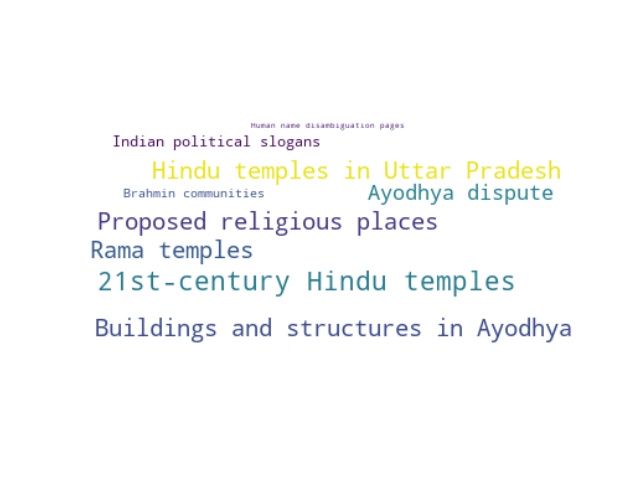 Human name disambiguation pages
Indian political slogans
Hindu temples in Uttar Pradesh
Brahmin communities
Ayodhya dispute
Proposed religious places
Rama temples
21st-century Hindu temples
Buildings and structures in Ayodhya